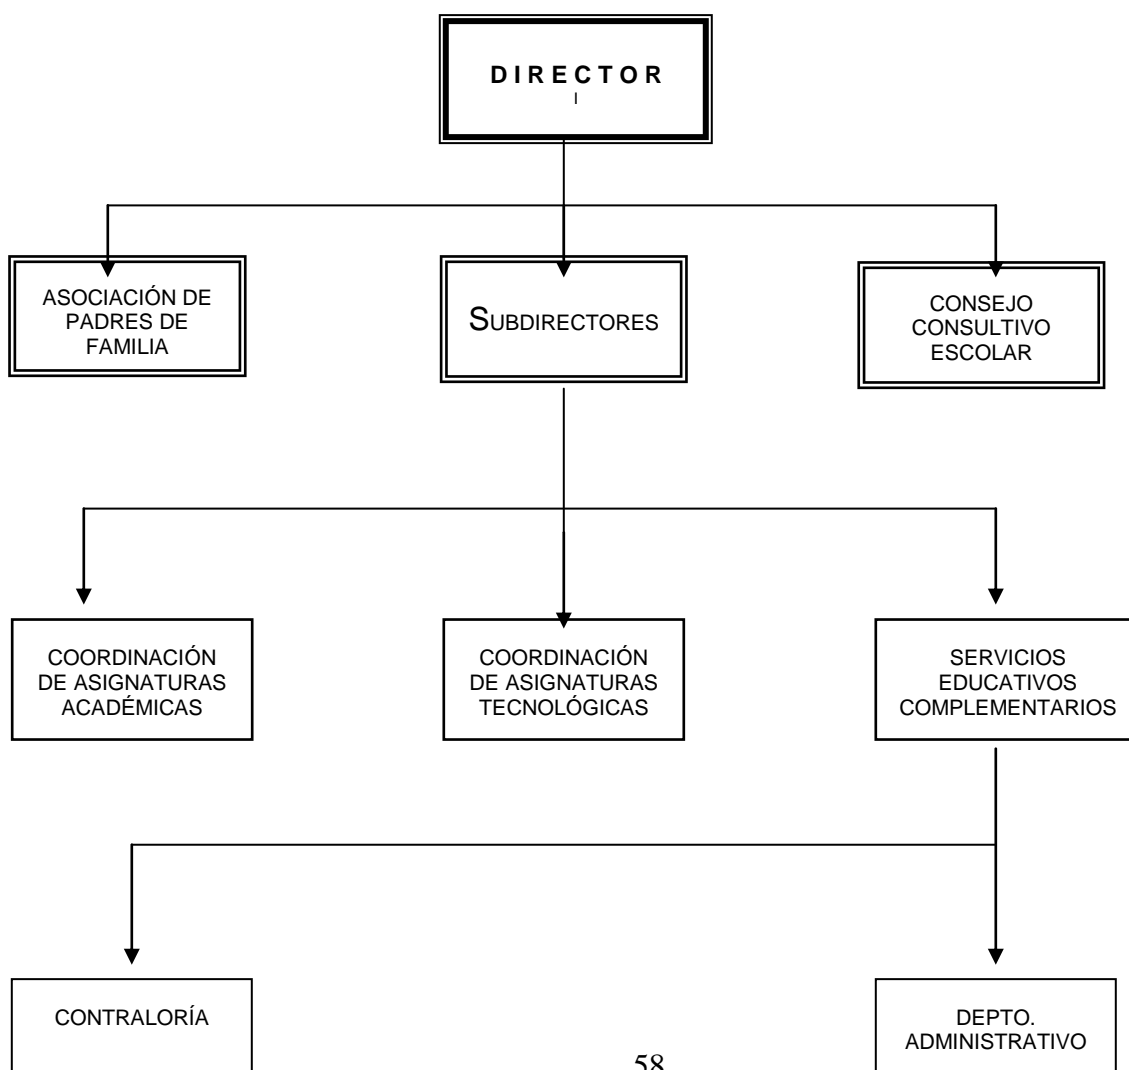 DIRECTOR
I
ASOCIACIÓN DE
PADRES DE
FAMILIA
SUBDIRECTORES
CONSEJO
CONSULTIVO
ESCOLAR
COORDINACIÓN
DE ASIGNATURAS
ACADÉMICAS
COORDINACIÓN
DE ASIGNATURAS
TECNOLÓGICAS
SERVICIOS
EDUCATIVOS
COMPLEMENTARIOS
CONTRALORÍA
DEPTO.
ADMINISTRATIVO
58